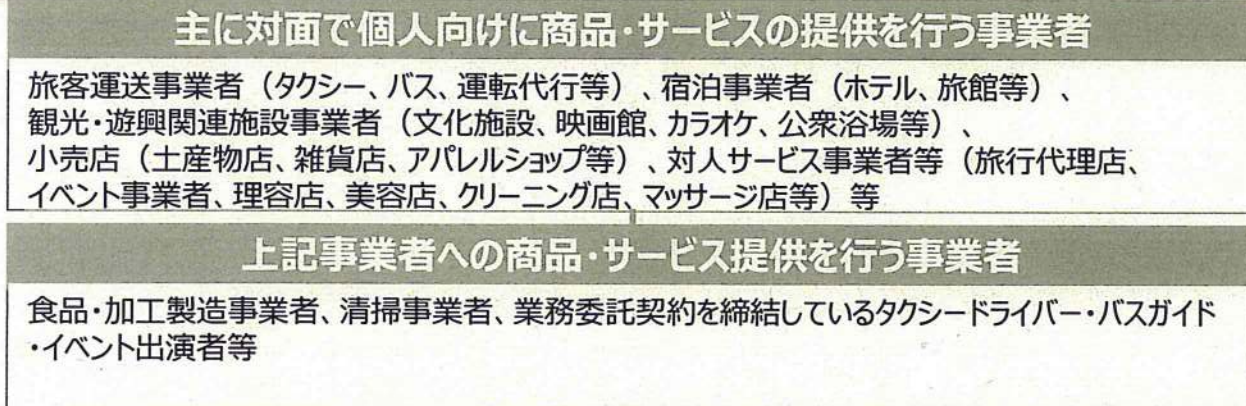 主に対面で個人向けに商品・サービスの提供を行う事業者
旅客運送事業者（タクシー、バス、運転代行等）、宿泊事業者（ホテル、旅館等）、
観光・遊興関連施設事業者（文化施設、映画館、カラオケ、公衆浴場等）、
小売店（土産物店、雑貨店、アパレルショップ等）、対人サービス事業者等（旅行代理店、
イベント事業者、理容店、美容店、クリーニング店、マッサージ店等）等
上記事業者への商品・サービス提供を行う事業者
食品・加工製造事業者、清掃事業者、業務委託契約を締結しているタクシードライバー・バスガイド
・イベント出演者等